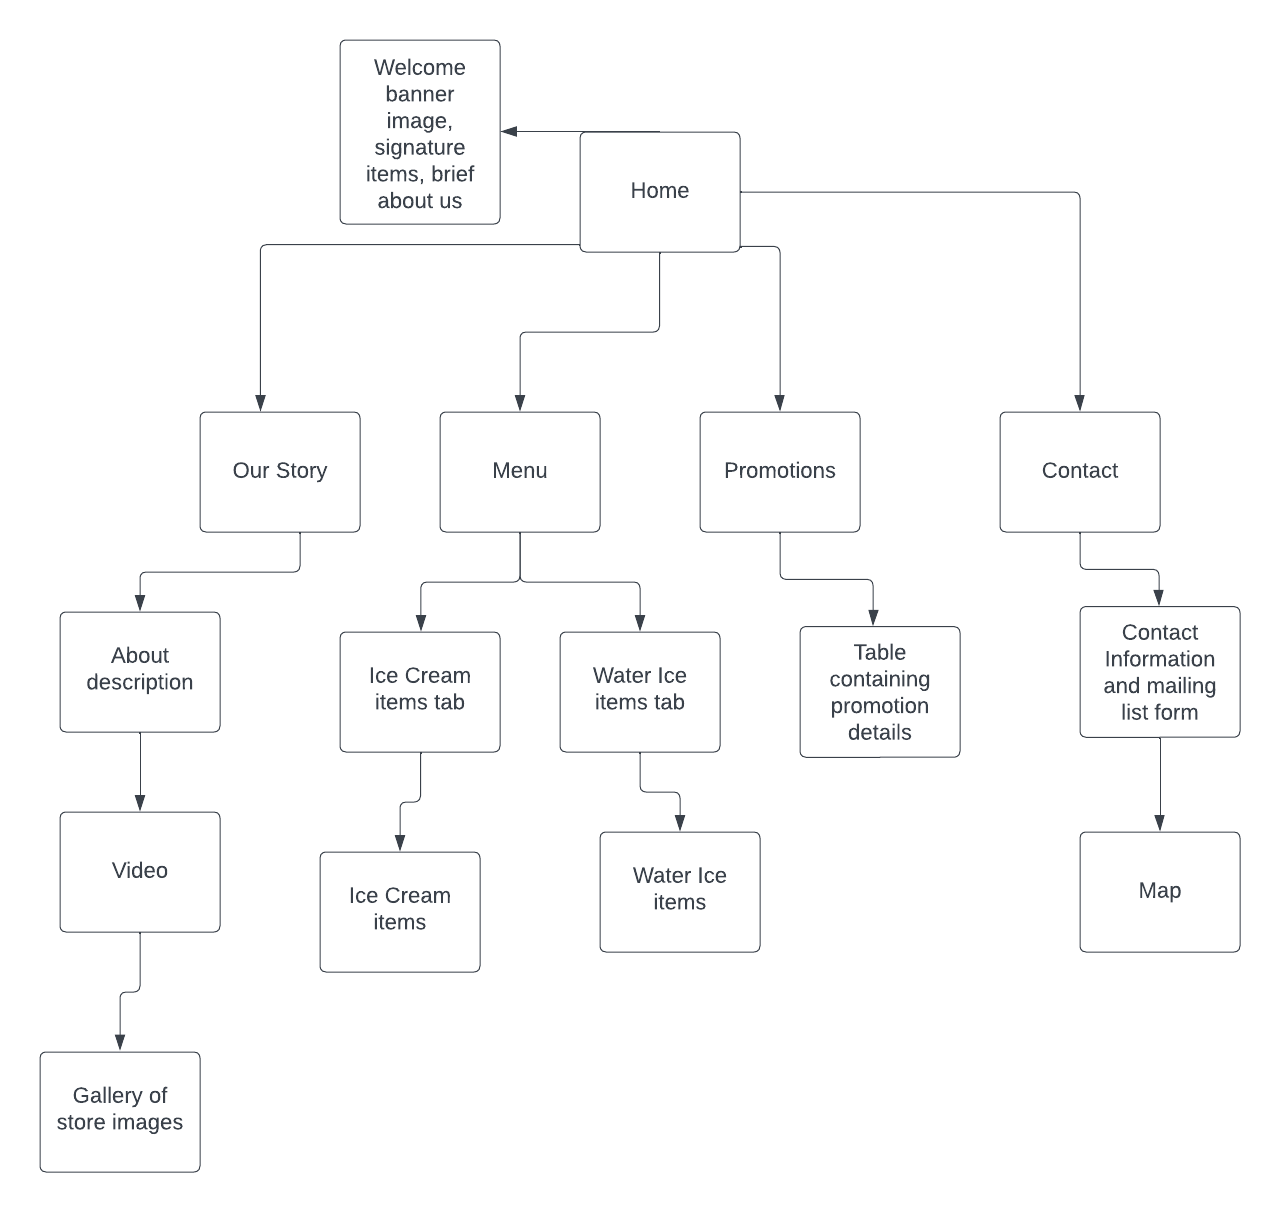 Welcome
banner
image,
signature
items, brief
about us
Home
Our Story
Menu
Promotions
Contact
About
description
Ice Cream
items tab
Water Ice
items tab
Table
containing
promotion
details
Contact
Information
and mailing
list form
Video
Ice Cream
items
Water Ice
items
Map
Gallery of
store images